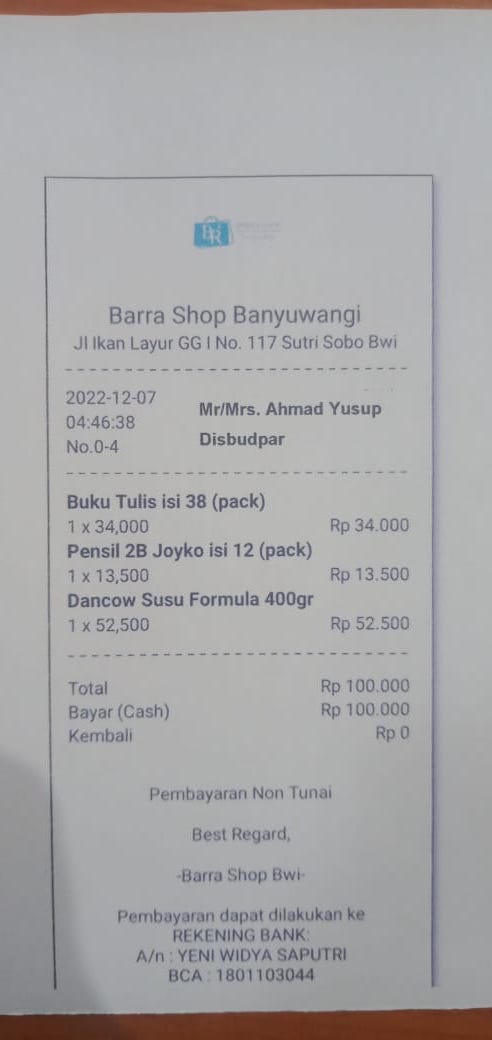 BR
Barra Shop Banyuwangi
Jl Ikan Layur GG I No. 117 Sutri Sobo Bwi
2022-12-07
04:46:38
No.0-4
Mr/Mrs. Ahmad Yusup
Disbudpar
Buku Tulis isi 38 (pack)
1 x 34,000 Rp 34.000
Pensil 2B Joyko isi 12 (pack)
1 x 13,500 Rp 13.500
Dancow Susu Formula 400gr
1 x 52,500 Rp 52.500
Total Rp 100.000
Bayar (Cash) Rp 100.000
Kembali Rp 0
Pembayaran Non Tunai
Best Regard,
-Barra Shop Bwi-
Pembayaran dapat dilakukan ke
REKENING BANK:
A/n : YENI WIDYA SAPUTRI
BCA : 1801103044